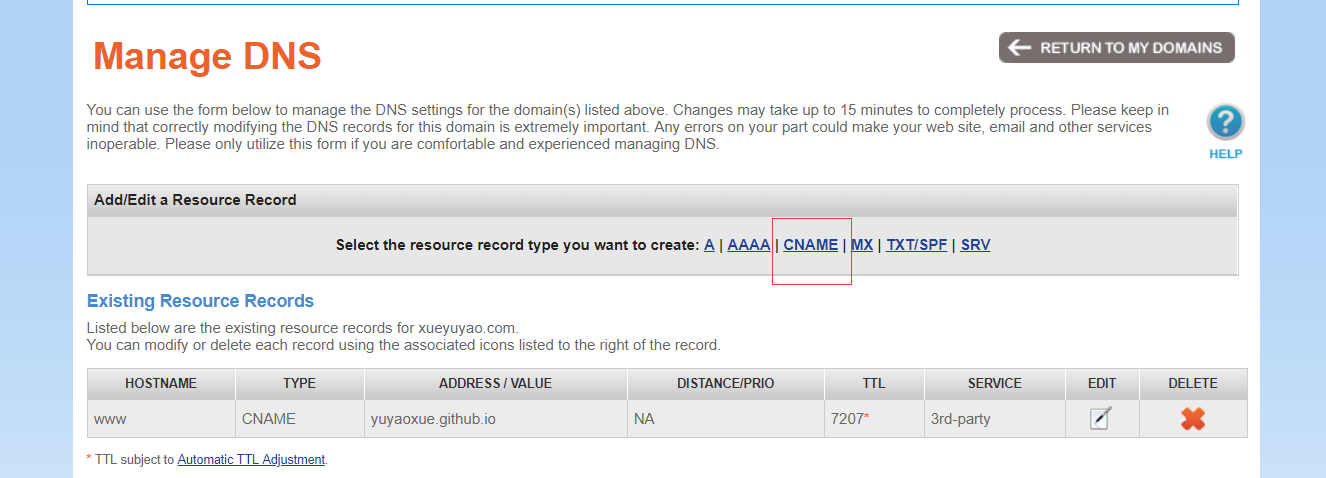 Manage DNS
RETURN TO MY DOMAINS
You can use the form below to manage the DNS settings for the domain(s) listed above. Changes may take up to 15 minutes to completely process. Please keep in
mind that correctly modifying the DNS records for this domain is extremely important. Any errors on your part could make your web site, email and other services
inoperable. Please only utilize this form if you are comfortable and experienced managing DNS.
HELP
Add/Edit a Resource Record
Select the resource record type you want to create: A | AAAA | CNAME | MX | TXT/SPF | SRV
Existing Resource Records
Listed below are the existing resource records for xueyuyao.com.
You can modify or delete each record using the associated icons listed to the right of the record.
HOSTNAME TYPE ADDRESS / VALUE DISTANCE/PRIO TTL SERVICE EDIT DELETE
www CNAME yuyaoxue.github.io NA 7207* 3rd-party
* TTL subject to Automatic TTL Adjustment.